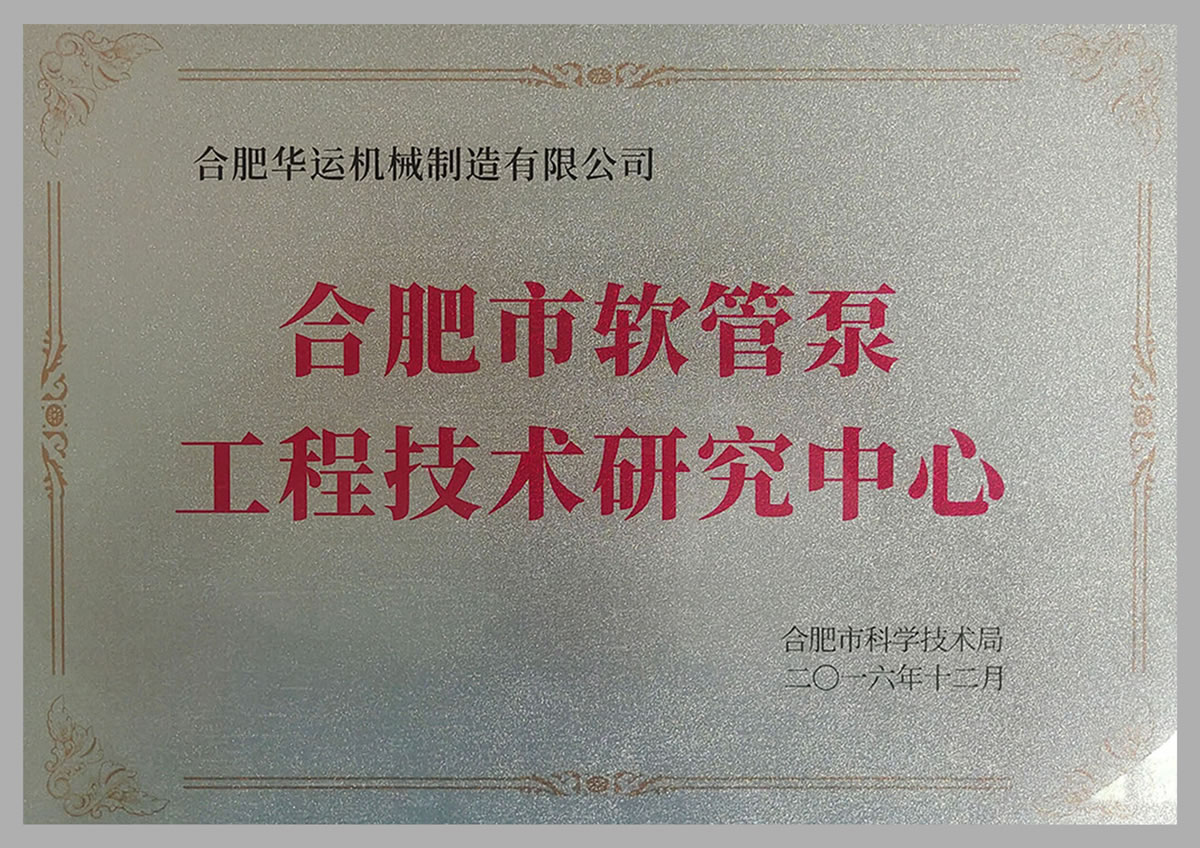 合肥华运机械制造有限公司
合肥市软管泵
工程技术研究中心
合肥市科学技术局
二〇一六年十二月